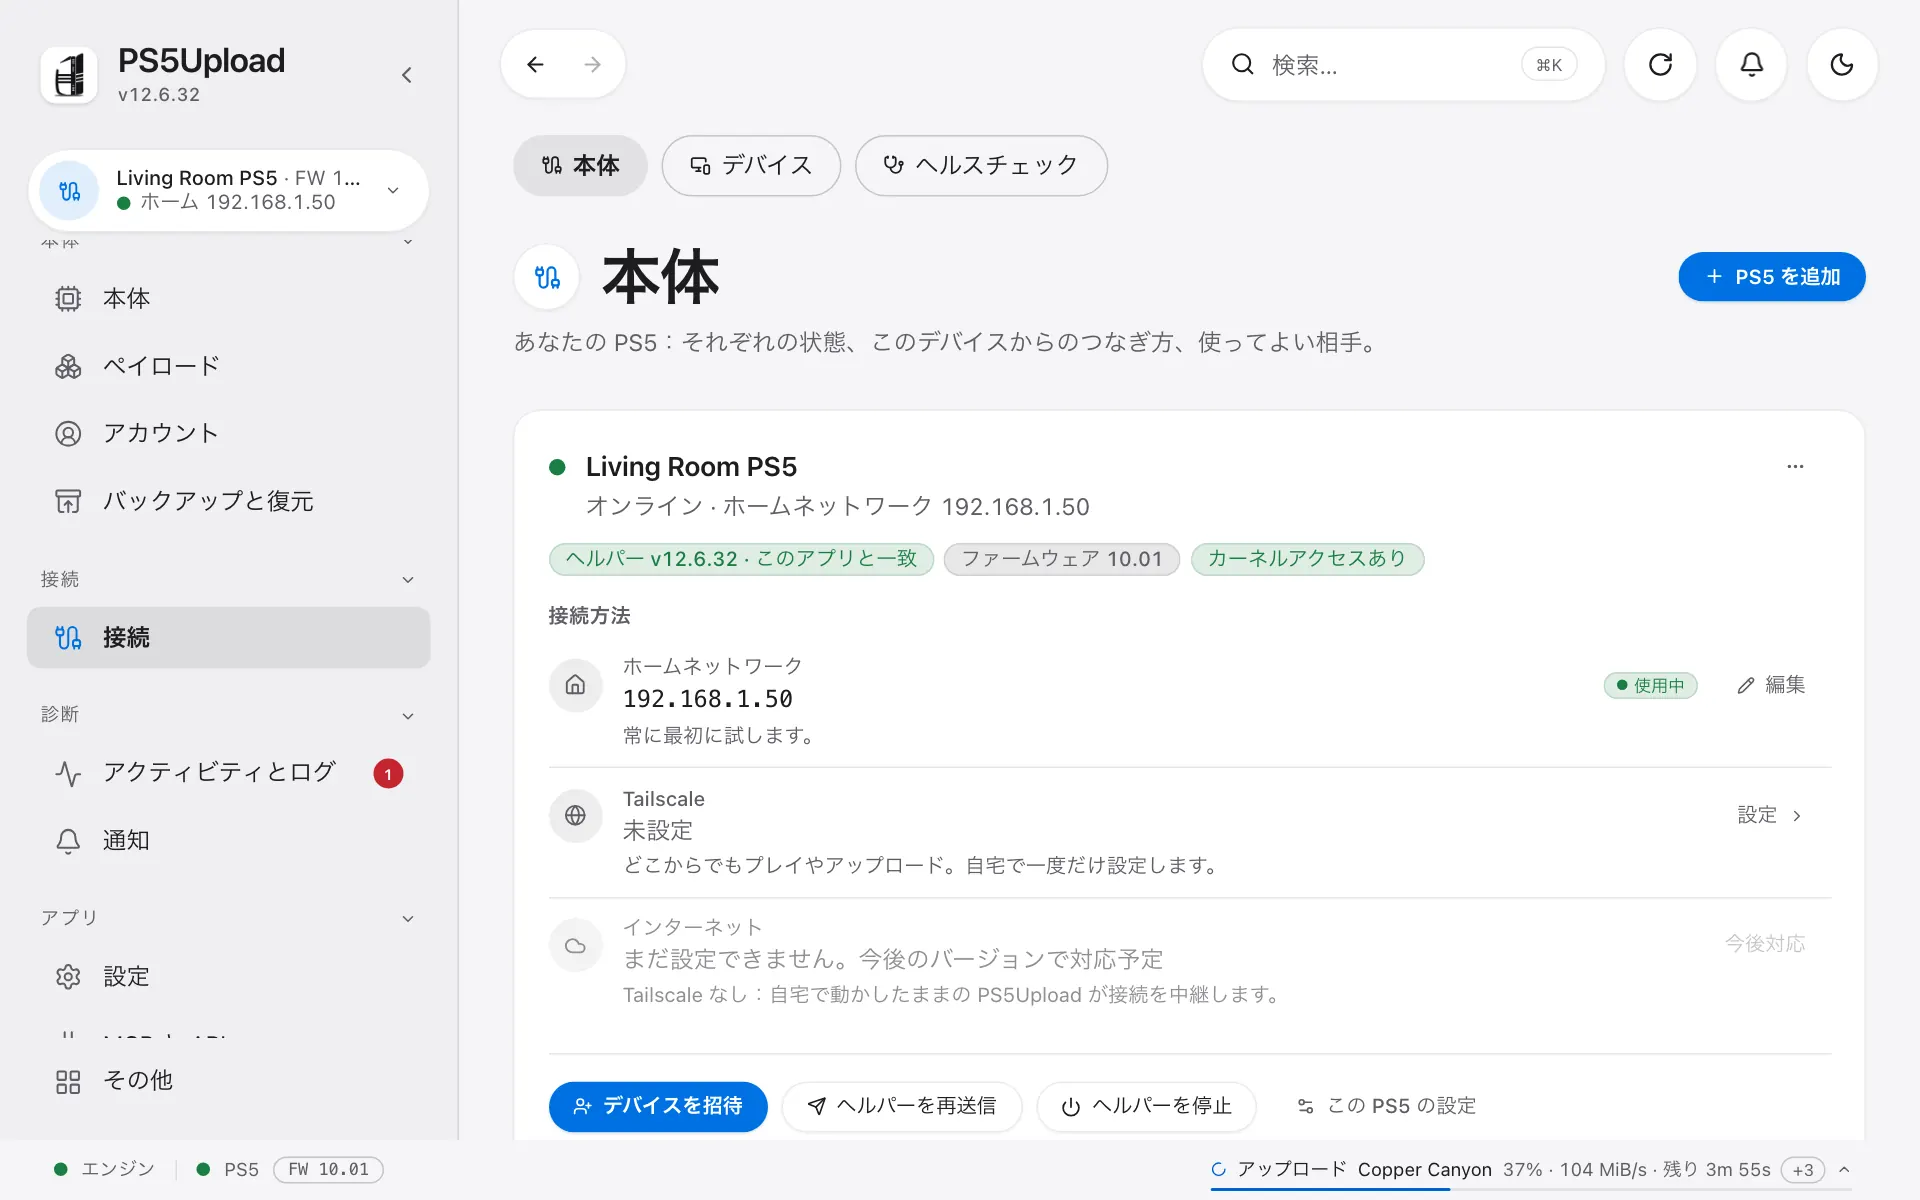 PS5Upload
v12.6.32
Living Room PS5 · FW 1...
ホーム 192.168.1.50
本体
本体
ペイロード
アカウント
バックアップと復元
接続
接続
診断
アクティビティとログ
1
通知
アプリ
設定
その他
エンジン
PS5
FW 10.01
検索...
⌘K
本体
デバイス
ヘルスチェック
本体
+ PS5 を追加
あなたの PS5：それぞれの状態、このデバイスからのつなぎ方、使ってよい相手。
Living Room PS5
オンライン · ホームネットワーク 192.168.1.50
ヘルパー v12.6.32 · このアプリと一致
ファームウェア 10.01
カーネルアクセスあり
接続方法
ホームネットワーク
192.168.1.50
常に最初に試します。
使用中
編集
Tailscale
未設定
どこからでもプレイやアップロード。自宅で一度だけ設定します。
設定
インターネット
まだ設定できません。今後のバージョンで対応予定
Tailscale なし：自宅で動かしたままの PS5Upload が接続を中継します。
今後対応
デバイスを招待
ヘルパーを再送信
ヘルパーを停止
この PS5 の設定
アップロード Copper Canyon 37% · 104 MiB/s · 残り 3m 55s
+3